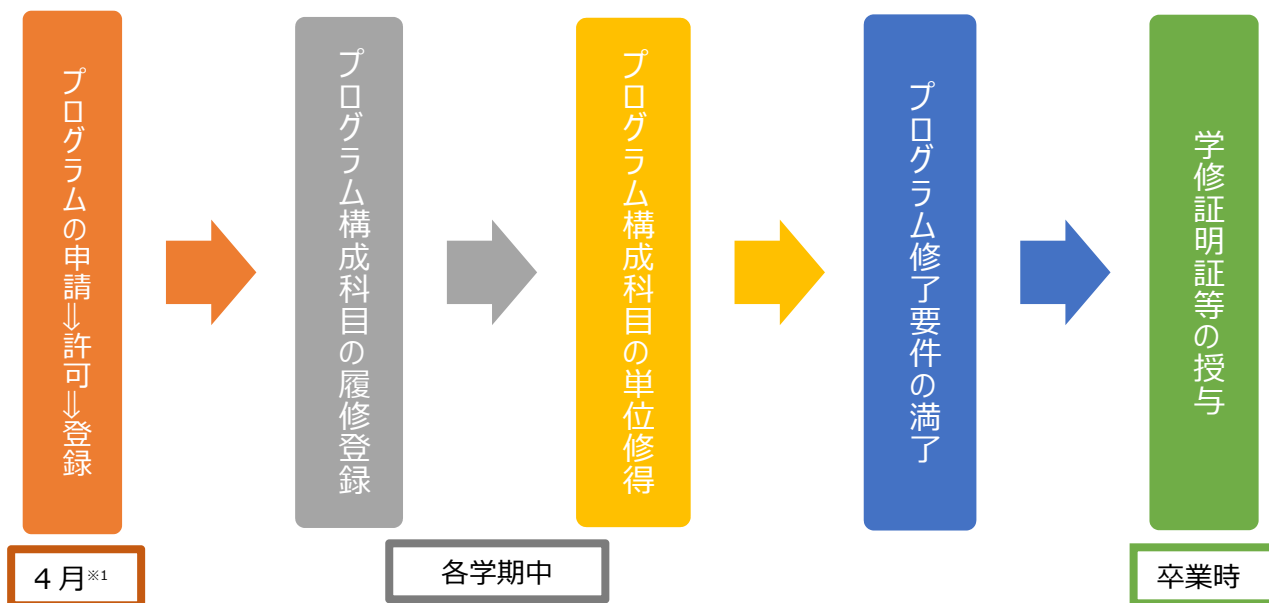 プログラムの申請⇒許可⇒登録
プログラム構成科目の履修登録
プログラム構成科目の単位修得
プログラム修了要件の満了
学修証明証等の授与
４月※1
各学期中
卒業時